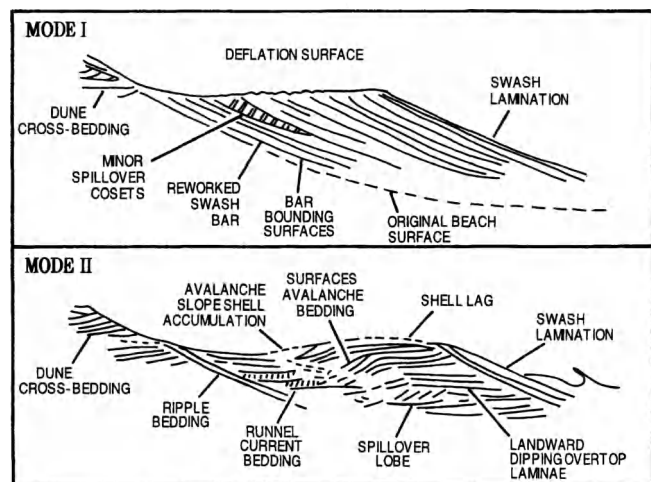 MODE I
DEFLATION SURFACE
SWASH
LAMINATION
DUNE
CROSS-BEDDING
MINOR
SPILLOVER
COSETS
REWORKED
SWASH
BAR
BAR
BOUNDING
SURFACES
ORIGINAL BEACH
SURFACE
MODE II
AVALANCHE
SLOPE SHELL
ACCUMULATION
SURFACES
AVALANCHE
BEDDING
SHELL LAG
SWASH
LAMINATION
DUNE
CROSS-BEDDING
RIPPLE
BEDDING
RUNNEL
CURRENT
BEDDING
SPILLOVER
LOBE
LANDWARD
DIPPING OVERTOP
LAMINAE